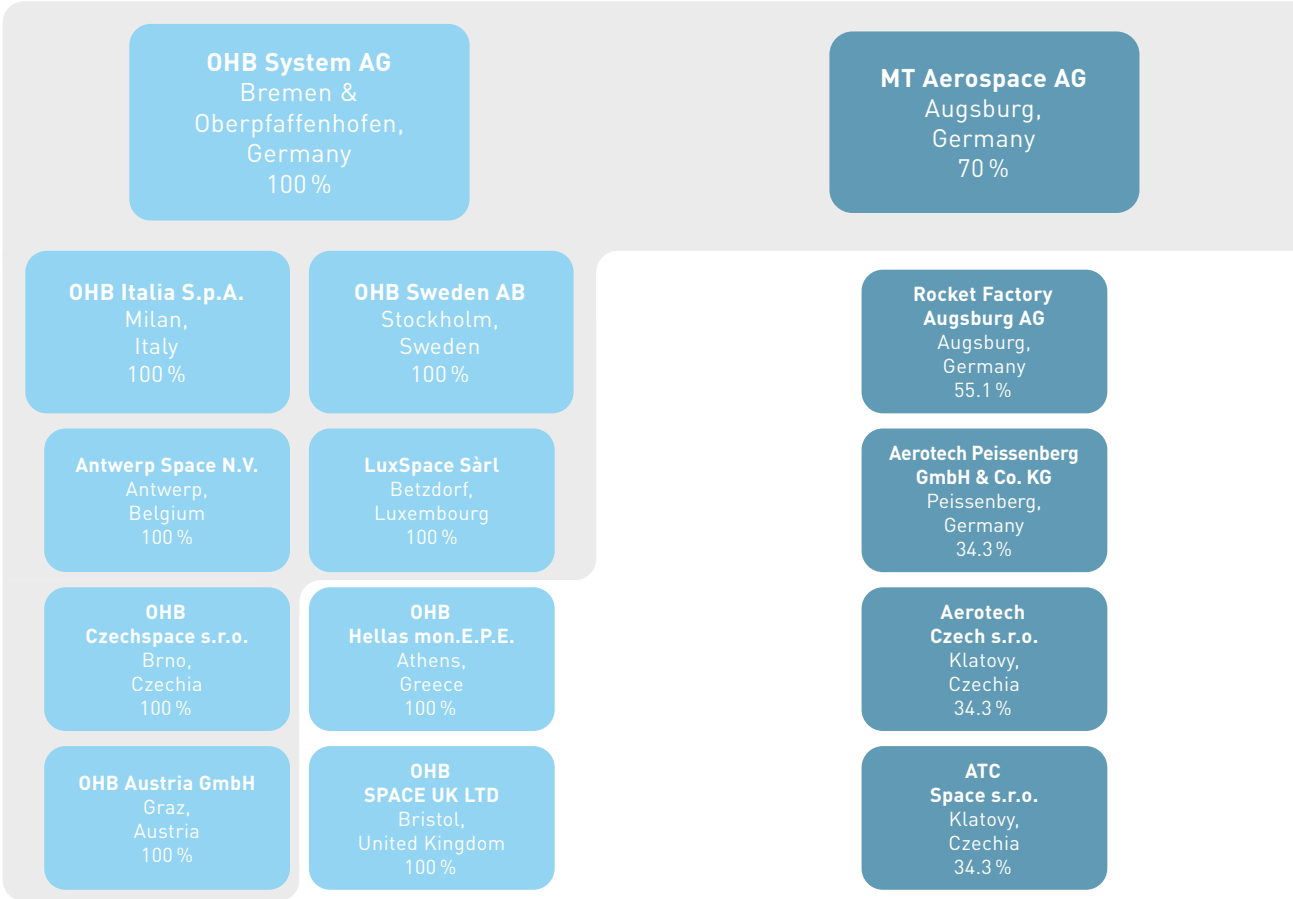 OHB System AG
Bremen &
Oberpfaffenhofen,
Germany
100 %
MT Aerospace AG
Augsburg,
Germany
70 %
OHB Italia S.p.A.
Milan,
Italy
100 %
OHB Sweden AB
Stockholm,
Sweden
100 %
Rocket Factory
Augsburg AG
Augsburg,
Germany
55.1 %
Antwerp Space N.V.
Antwerp,
Belgium
100 %
LuxSpace Sàrl
Betzdorf,
Luxembourg
100 %
Aerotech Peissenberg
GmbH & Co. KG
Peissenberg,
Germany
34.3 %
OHB
Czechspace s.r.o.
Brno,
Czechia
100 %
OHB
Hellas mon.E.P.E.
Athens,
Greece
100 %
Aerotech
Czech s.r.o.
Klatovy,
Czechia
34.3 %
OHB Austria GmbH
Graz,
Austria
100 %
OHB
SPACE UK LTD
Bristol,
United Kingdom
100 %
ATC
Space s.r.o.
Klatovy,
Czechia
34.3 %